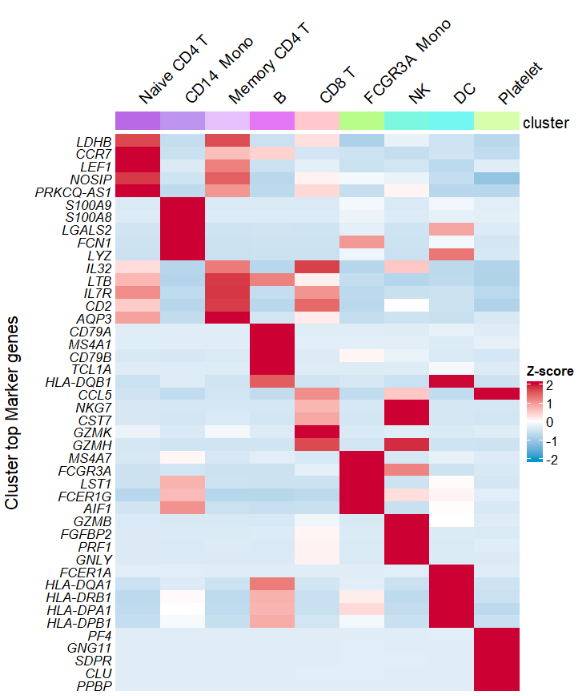 Naive CD4 T
CD14 Mono
Memory CD4 T
B
CD8 T
FCGR3A Mono
NK
DC
Platelet
cluster
LDHB
CCR7
LEF1
NOSIP
PRKCQ-AS1
S100A9
S100A8
LGALS2
FCN1
LYZ
IL32
LTB
IL7R
CD2
AQP3
CD79A
MS4A1
CD79B
TCL1A
HLA-DQB1
CCL5
NKG7
CST7
GZMK
GZMH
MS4A7
FCGR3A
LST1
FCER1G
AIF1
GZMB
FGFBP2
PRF1
GNLY
FCER1A
HLA-DQA1
HLA-DRB1
HLA-DPA1
HLA-DPB1
PF4
GNG11
SDPR
CLU
PPBP
Cluster top Marker genes
Z-score
2
1
0
-1
-2